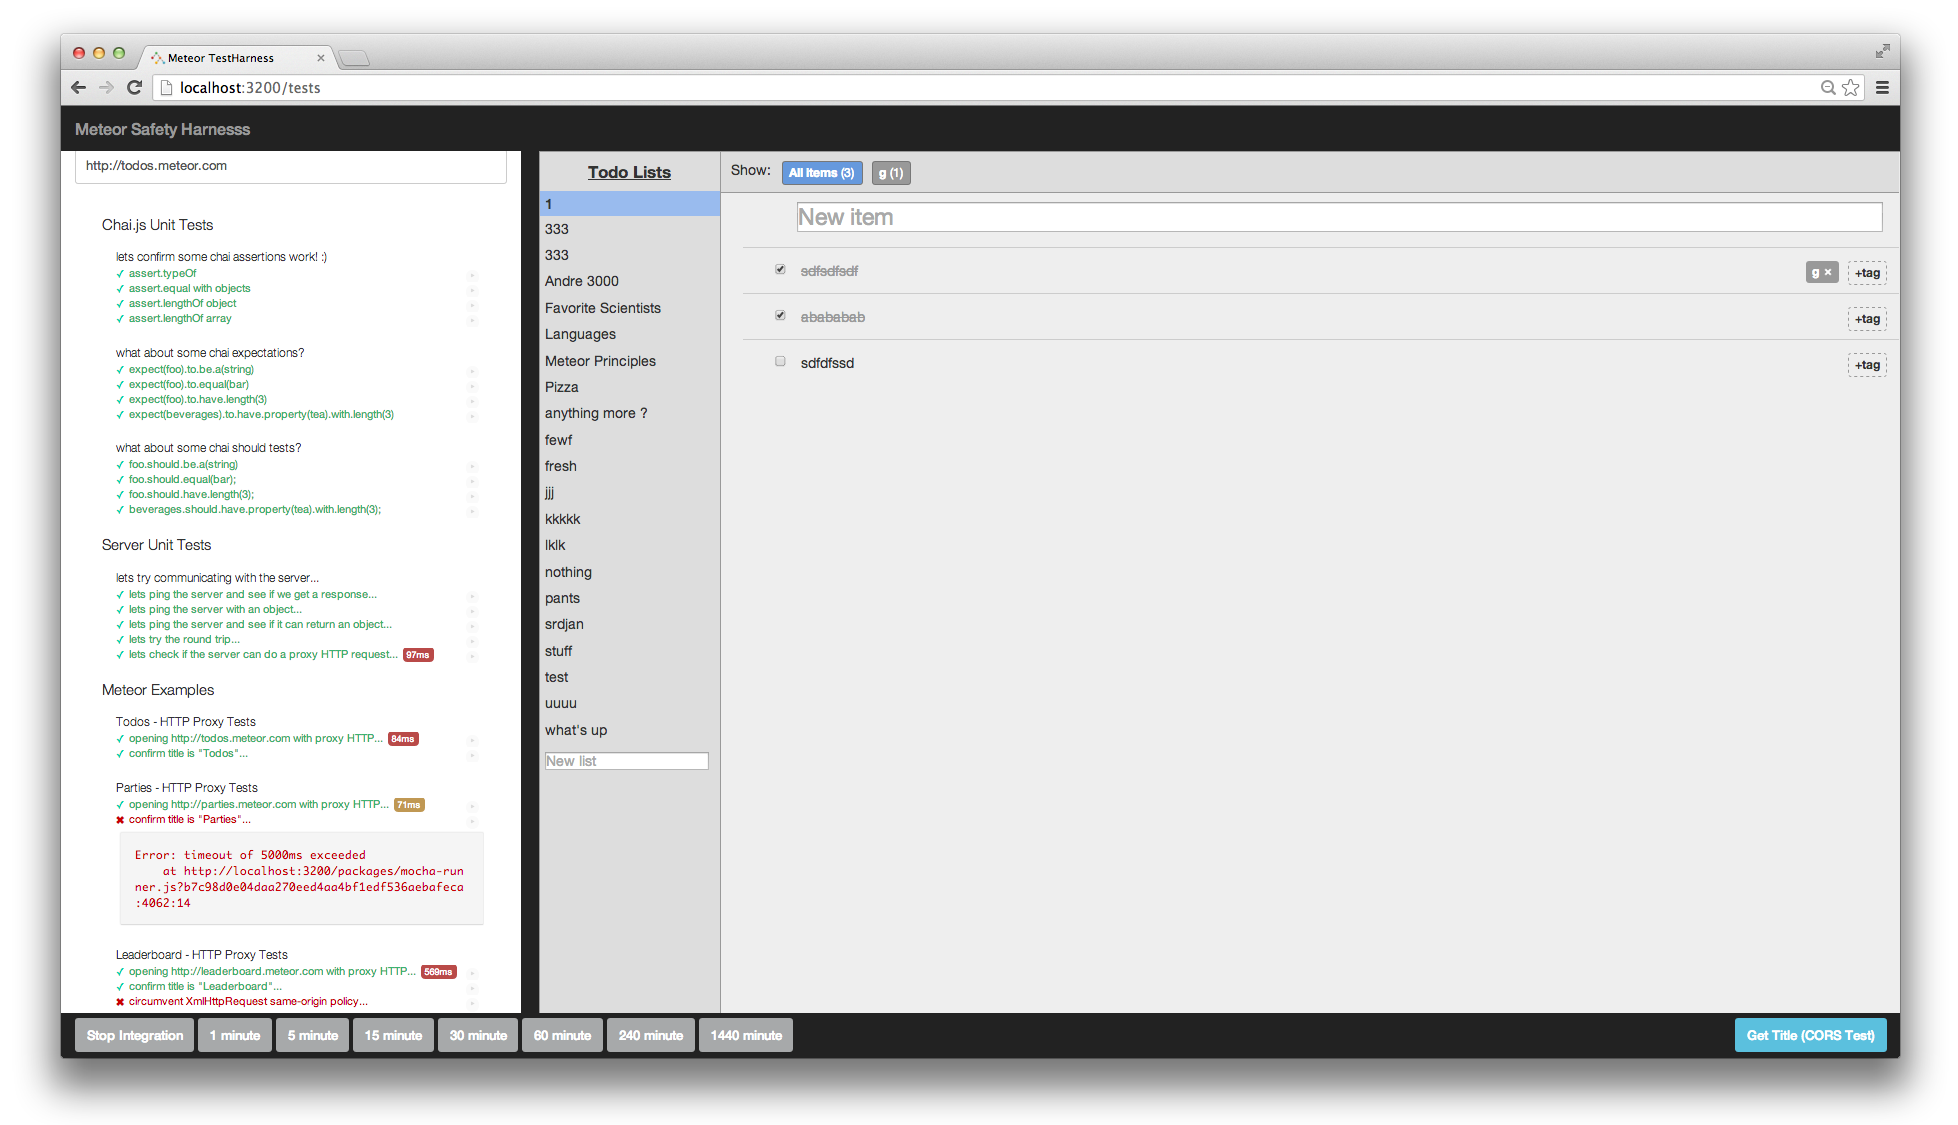 Meteor TestHarness
localhost:3200/tests
Meteor Safety Harnesss
http://todos.meteor.com
Chai.js Unit Tests
lets confirm some chai assertions work! :)
✓ assert.typeOf
✓ assert.equal with objects
✓ assert.lengthOf object
✓ assert.lengthOf array
what about some chai expectations?
✓ expect(foo).to.be.a(string)
✓ expect(foo).to.equal(bar)
✓ expect(foo).to.have.length(3)
✓ expect(beverages).to.have.property(tea).with.length(3)
what about some chai should tests?
✓ foo.should.be.a(string)
✓ foo.should.equal(bar);
✓ foo.should.have.length(3);
✓ beverages.should.have.property(tea).with.length(3);
Server Unit Tests
lets try communicating with the server...
✓ lets ping the server and see if we get a response...
✓ lets ping the server with an object...
✓ lets ping the server and see if it can return an object...
✓ lets try the round trip...
✓ lets check if the server can do a proxy HTTP request... 97ms
Meteor Examples
Todos - HTTP Proxy Tests
✓ opening http://todos.meteor.com with proxy HTTP... 84ms
✓ confirm title is "Todos"...
Parties - HTTP Proxy Tests
✓ opening http://parties.meteor.com with proxy HTTP... 71ms
✖ confirm title is "Parties"...
Error: timeout of 5000ms exceeded
at http://localhost:3200/packages/mocha-run
ner.js?b7c98d0e04daa270eed4aa4bf1edf536aebafeca
:4062:14
Leaderboard - HTTP Proxy Tests
✓ opening http://leaderboard.meteor.com with proxy HTTP... 569ms
✓ confirm title is "Leaderboard"...
✖ circumvent XmlHttpRequest same-origin policy...
Todo Lists
1
333
333
Andre 3000
Favorite Scientists
Languages
Meteor Principles
Pizza
anything more ?
fewf
fresh
jjj
kkkkk
lklk
nothing
pants
srdjan
stuff
test
uuuu
what's up
New list
Show: All items (3) g (1)
New item
sdfsdfsdf g × +tag
abababab +tag
sdfdfssd +tag
Stop Integration 1 minute 5 minute 15 minute 30 minute 60 minute 240 minute 1440 minute Get Title (CORS Test)